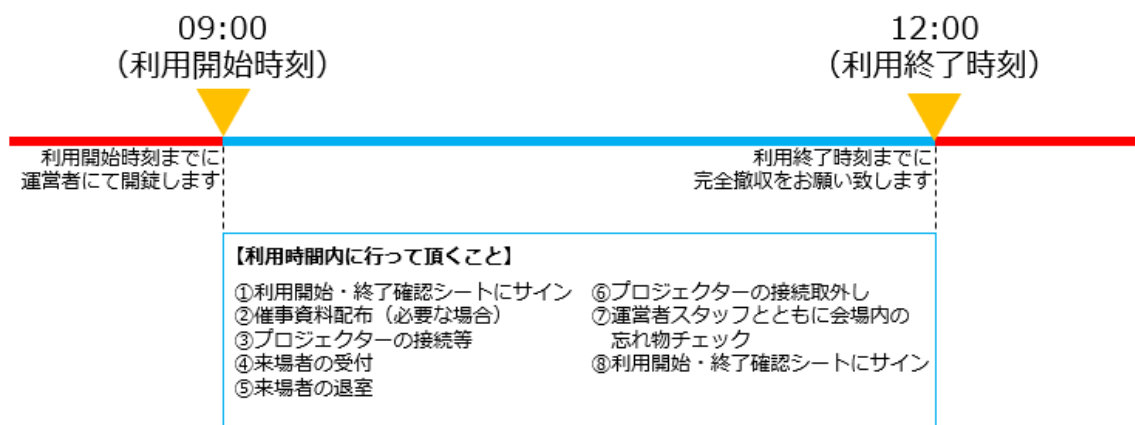 09:00
（利用開始時刻）
12:00
（利用終了時刻）
利用開始時刻までに
運営者にて開錠します
利用終了時刻までに
完全撤収をお願い致します
【利用時間内に行って頂くこと】
①利用開始・終了確認シートにサイン
②催事資料配布（必要な場合）
③プロジェクターの接続等
④来場者の受付
⑤来場者の退室
⑥プロジェクターの接続取外し
⑦運営者スタッフとともに会場内の
忘れ物チェック
⑧利用開始・終了確認シートにサイン